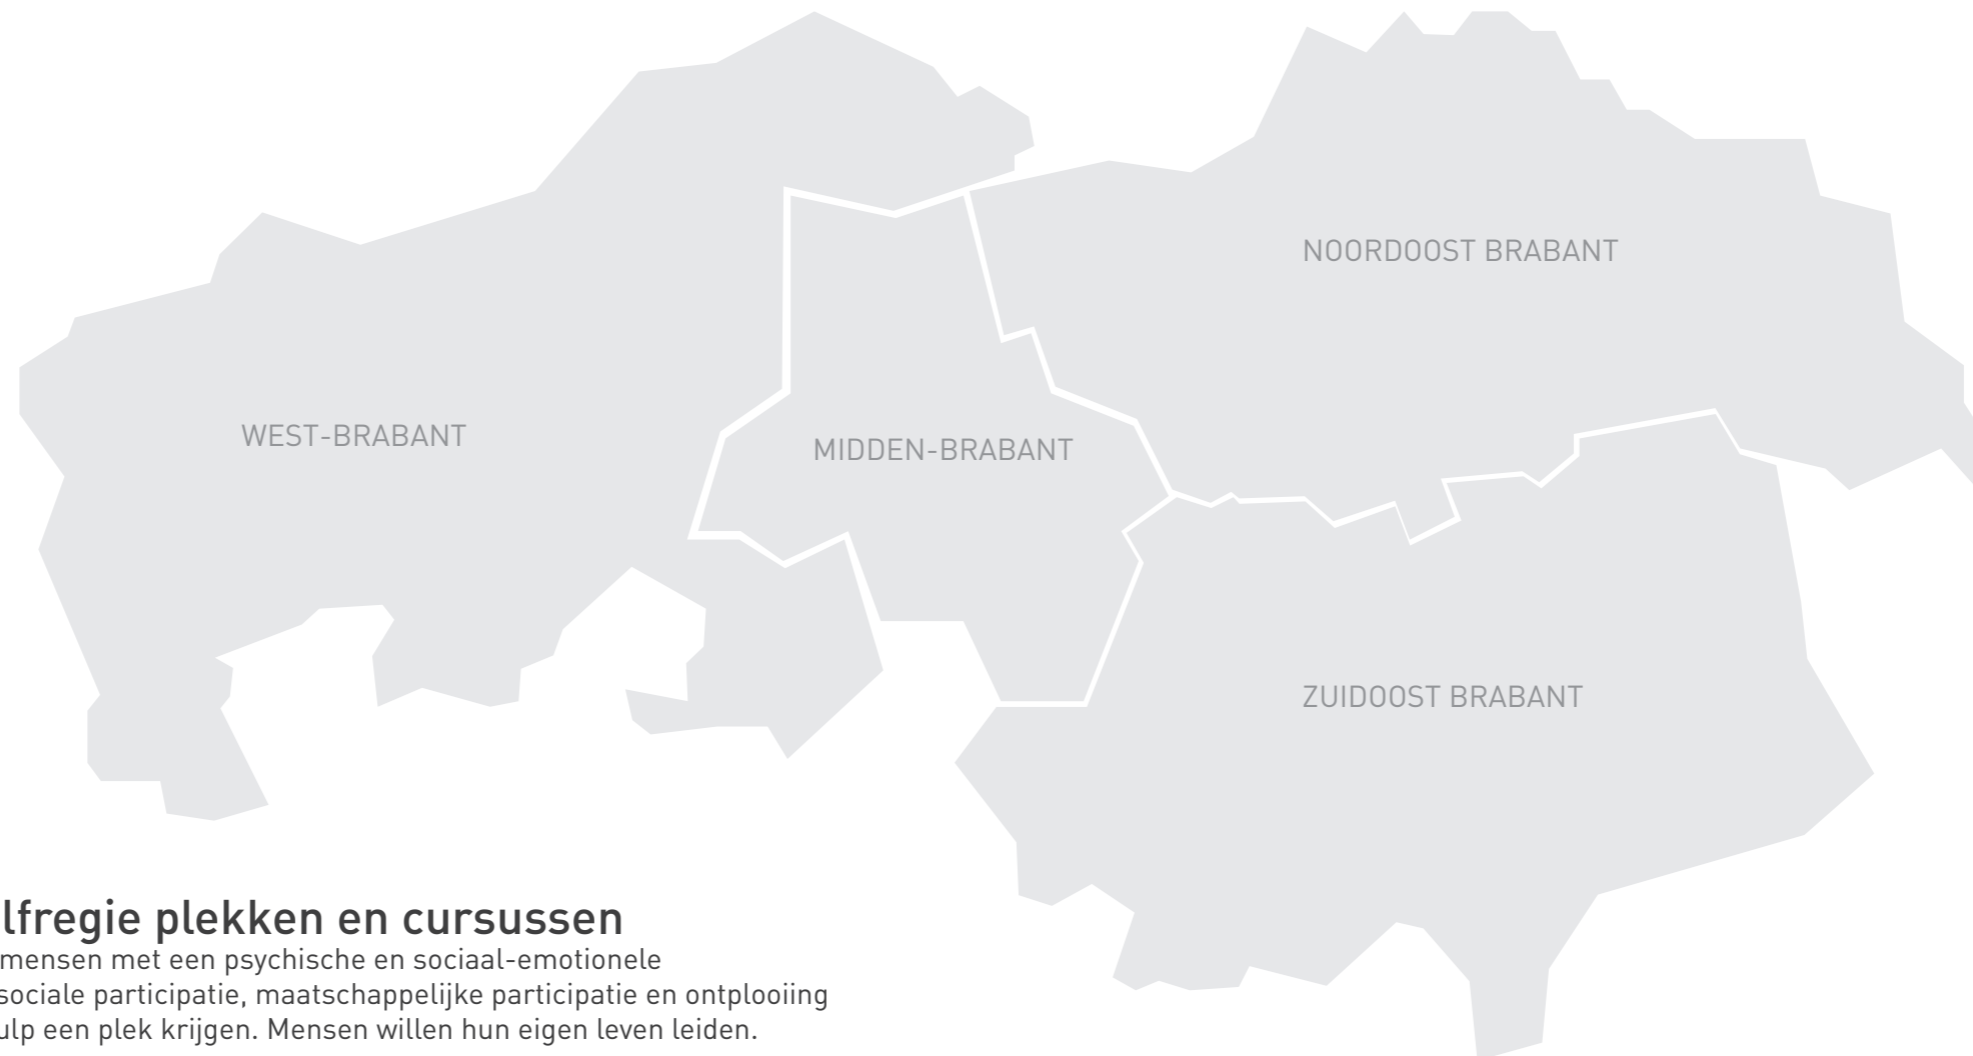 NOORDOOST BRABANT
WEST-BRABANT
MIDDEN-BRABANT
ZUIDOOST BRABANT
lfregie plekken en cursussen
mensen met een psychische en sociaal-emotionele
sociale participatie, maatschappelijke participatie en ontplooiing
ulp een plek krijgen. Mensen willen hun eigen leven leiden.